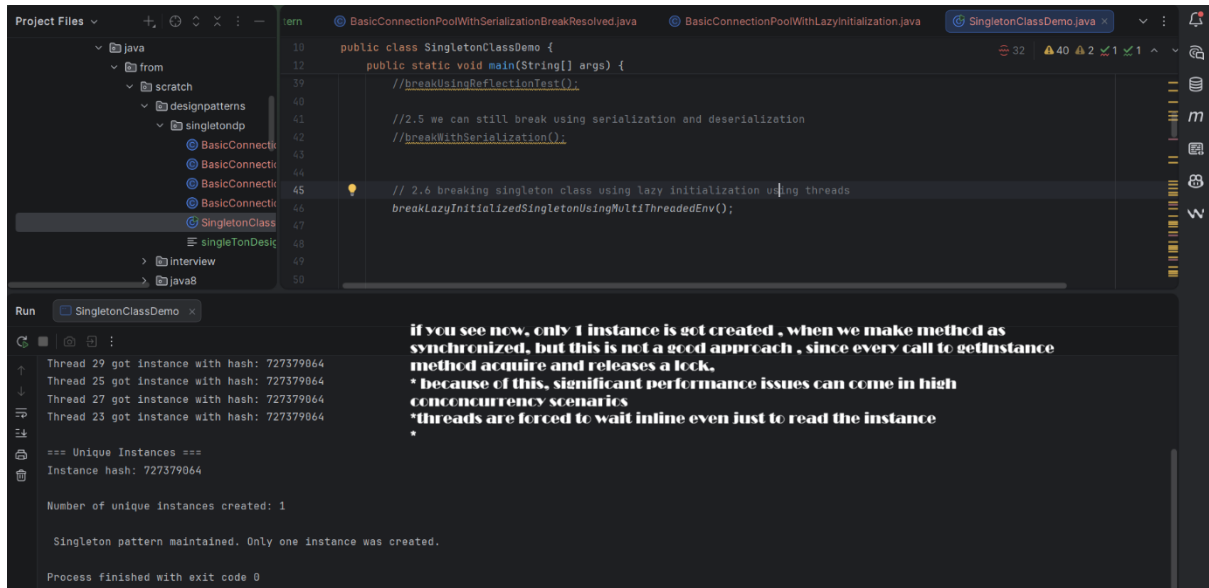 Project Files
tern
BasicConnectionPoolWithSerializationBreakResolved.java
BasicConnectionPoolWithLazyInitialization.java
SingletonClassDemo.java
java
from
scratch
designpatterns
singletondp
BasicConnectio
BasicConnectio
BasicConnectio
BasicConnectio
SingletonClass
singleTonDesig
interview
java8
32 40 2 1 1
10 public class SingletonClassDemo {
12 public static void main(String[] args) {
39 //breakUsingReflectionTest();
40
41 //2.5 we can still break using serialization and deserialization
42 //breakWithSerialization();
43
44
45 // 2.6 breaking singleton class using lazy initialization using threads
46 breakLazyInitializedSingletonUsingMultiThreadedEnv();
47
48
49
50
m
Run SingletonClassDemo
Thread 29 got instance with hash: 727379064
Thread 25 got instance with hash: 727379064
Thread 27 got instance with hash: 727379064
Thread 23 got instance with hash: 727379064
=== Unique Instances ===
Instance hash: 727379064
Number of unique instances created: 1
Singleton pattern maintained. Only one instance was created.
Process finished with exit code 0
if you see now, only 1 instance is got created , when we make method as
synchronized, but this is not a good approach , since every call to getInstance
method acquire and releases a lock,
* because of this, significant performance issues can come in high
conconcurrency scenarios
*threads are forced to wait inline even just to read the instance
*